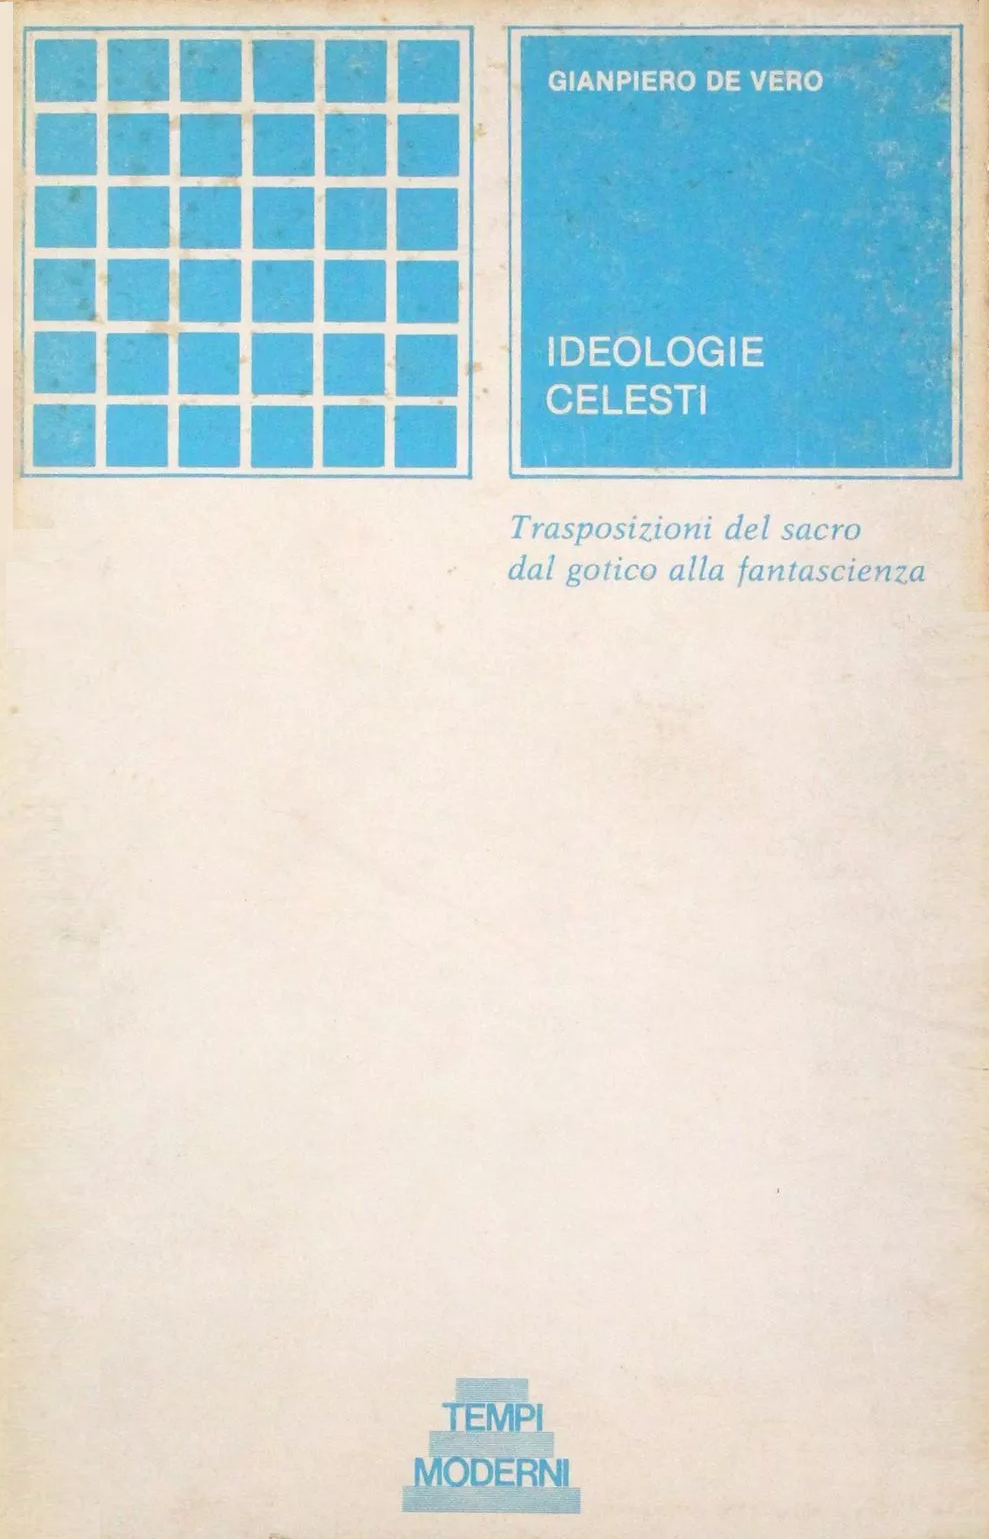 GIANPIERO DE VERO
IDEOLOGIE
CELESTI
Trasposizioni del sacro
dal gotico alla fantascienza
TEMPI
MODERNI